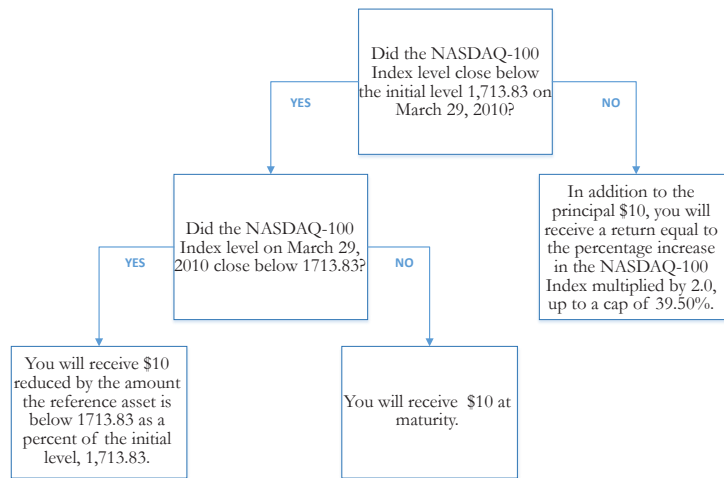 Did the NASDAQ-100
Index level close below
the initial level 1,713.83 on
March 29, 2010?
YES
NO
Did the NASDAQ-100
Index level on March 29,
2010 close below 1713.83?
In addition to the
principal $10, you will
receive a return equal to
the percentage increase
in the NASDAQ-100
Index multiplied by 2.0,
up to a cap of 39.50%.
YES
NO
You will receive $10
reduced by the amount
the reference asset is
below 1713.83 as a
percent of the initial
level, 1,713.83.
You will receive $10 at
maturity.